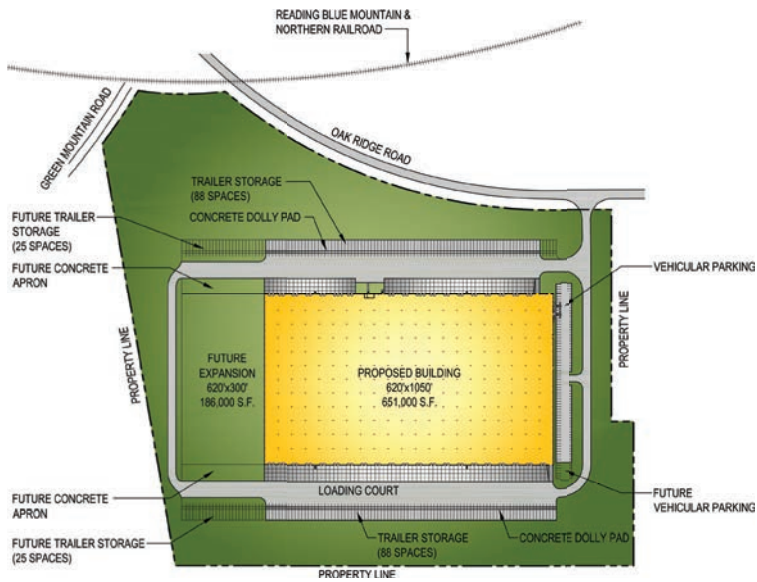 READING BLUE MOUNTAIN &
NORTHERN RAILROAD
GREEN MOUNTAIN ROAD
OAK RIDGE ROAD
TRAILER STORAGE
(88 SPACES)
CONCRETE DOLLY PAD
FUTURE TRAILER
STORAGE
(25 SPACES)
FUTURE CONCRETE
APRON
VEHICULAR PARKING
PROPERTY LINE
PROPERTY LINE
FUTURE
EXPANSION
620'x300'
186,000 S.F.
PROPOSED BUILDING
620'x1050'
651,000 S.F.
LOADING COURT
FUTURE CONCRETE
APRON
FUTURE
VEHICULAR PARKING
FUTURE TRAILER STORAGE
(25 SPACES)
TRAILER STORAGE
(88 SPACES)
CONCRETE DOLLY PAD
PROPERTY LINE